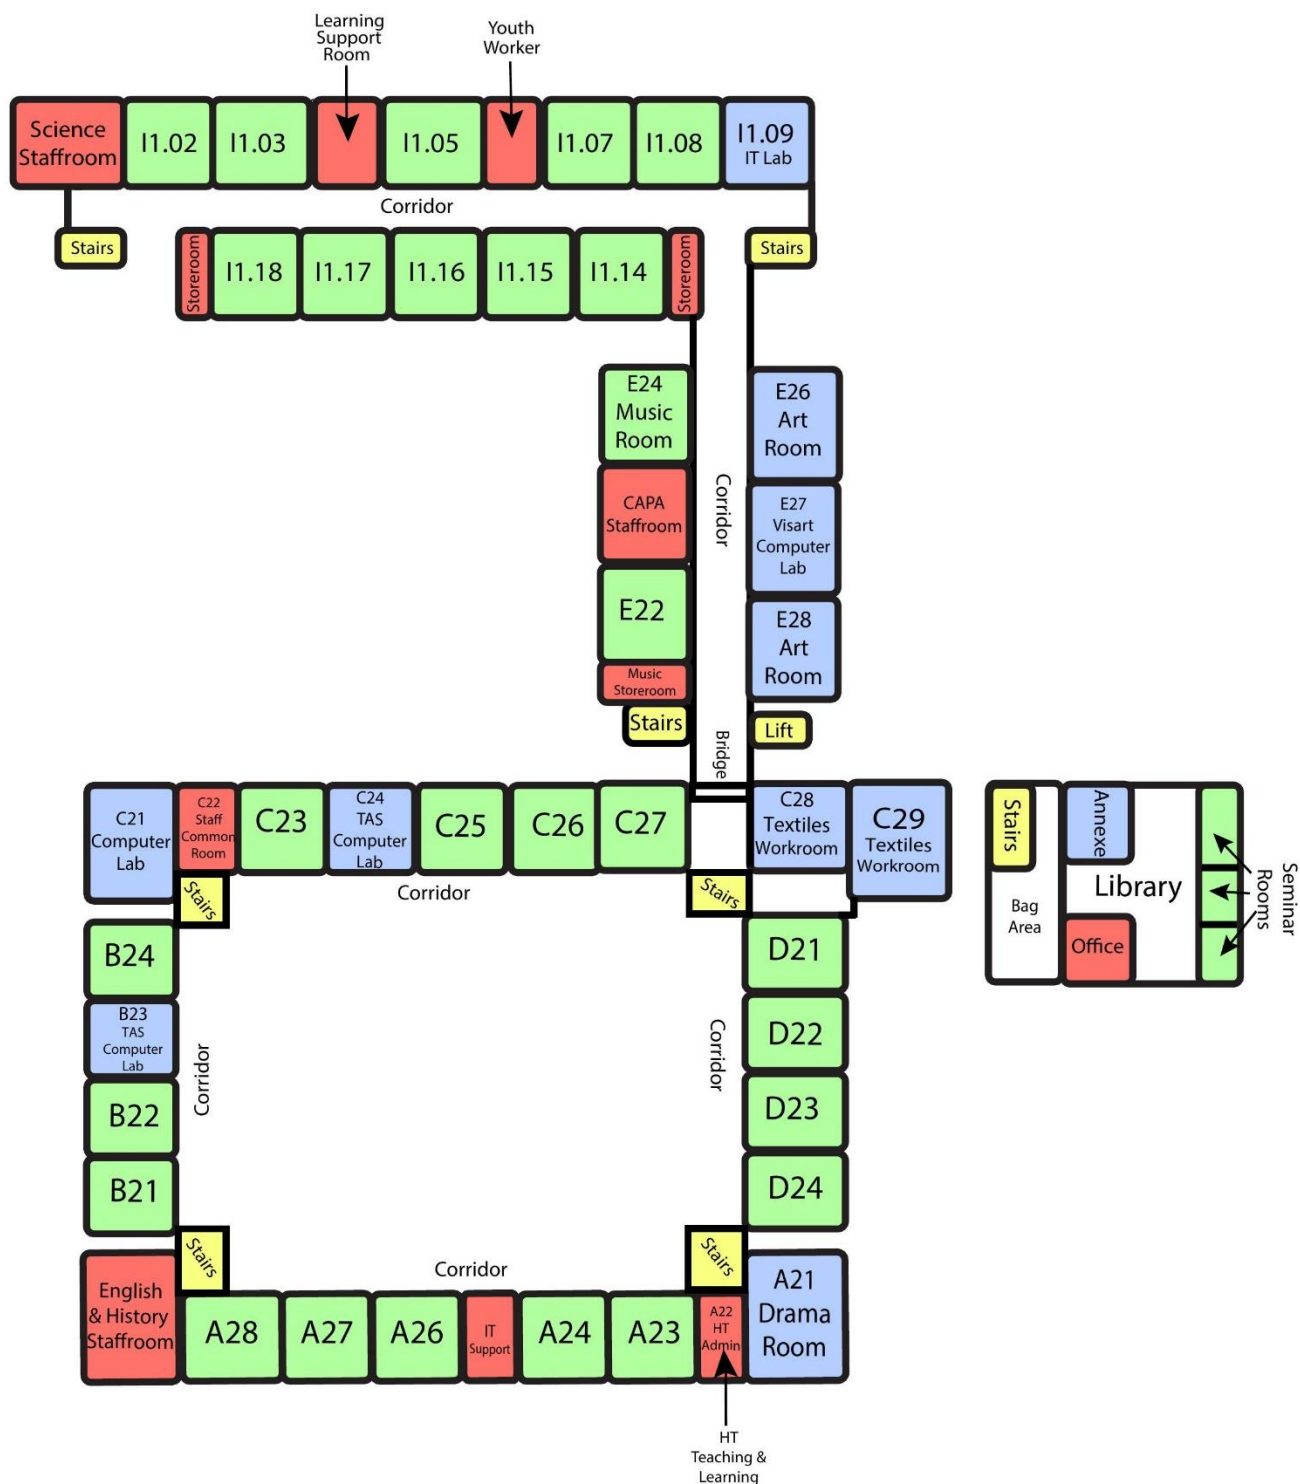 Learning
Support
Room
Youth
Worker
Science
Staffroom
I1.02
I1.03
I1.05
I1.07
I1.08
I1.09
IT Lab
Corridor
Stairs
Stairs
Storeroom
I1.18
I1.17
I1.16
I1.15
I1.14
Storeroom
E24
Music
Room
E26
Art
Room
CAPA
Staffroom
Corridor
E27
Visart
Computer
Lab
E22
E28
Art
Room
Music
Storeroom
Stairs
Bridge
Lift
C21
Computer
Lab
C22
Staff
Common
Room
C23
C24
TAS
Computer
Lab
C25
C26
C27
C28
Textiles
Workroom
C29
Textiles
Workroom
Stairs
Annexe
Library
Bag
Area
Office
Seminar
Rooms
Stairs
Corridor
Stairs
B24
D21
B23
TAS
Computer
Lab
Corridor
Corridor
D22
B22
D23
B21
D24
Stairs
Corridor
Stairs
English
& History
Staffroom
A28
A27
A26
IT
Support
A24
A23
A22
HT
Admin
A21
Drama
Room
HT
Teaching &
Learning